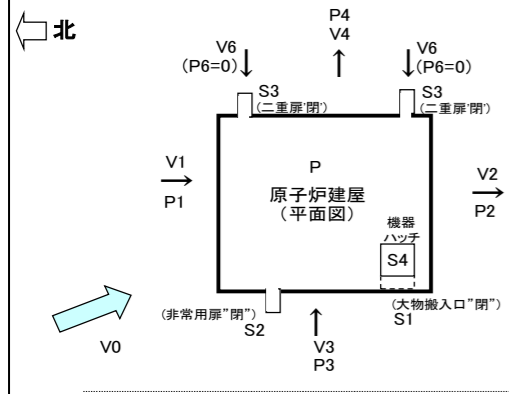 北
P4
V4
V6
(P6=0)
V6
(P6=0)
S3
(二重扉'閉')
S3
(二重扉'閉')
V1
P1
P
原子炉建屋
(平面図)
V2
P2
機器
ハッチ
S4
(非常用扉"閉")
S2
(大物搬入口"閉")
S1
V0
V3
P3